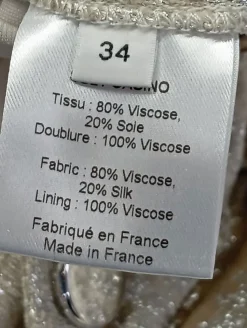 34
Tissu : 80% Viscose,
20% Soie
Doublure : 100% Viscose
Fabric : 80% Viscose,
20% Silk
Lining : 100% Viscose
Fabriqué en France
Made in France